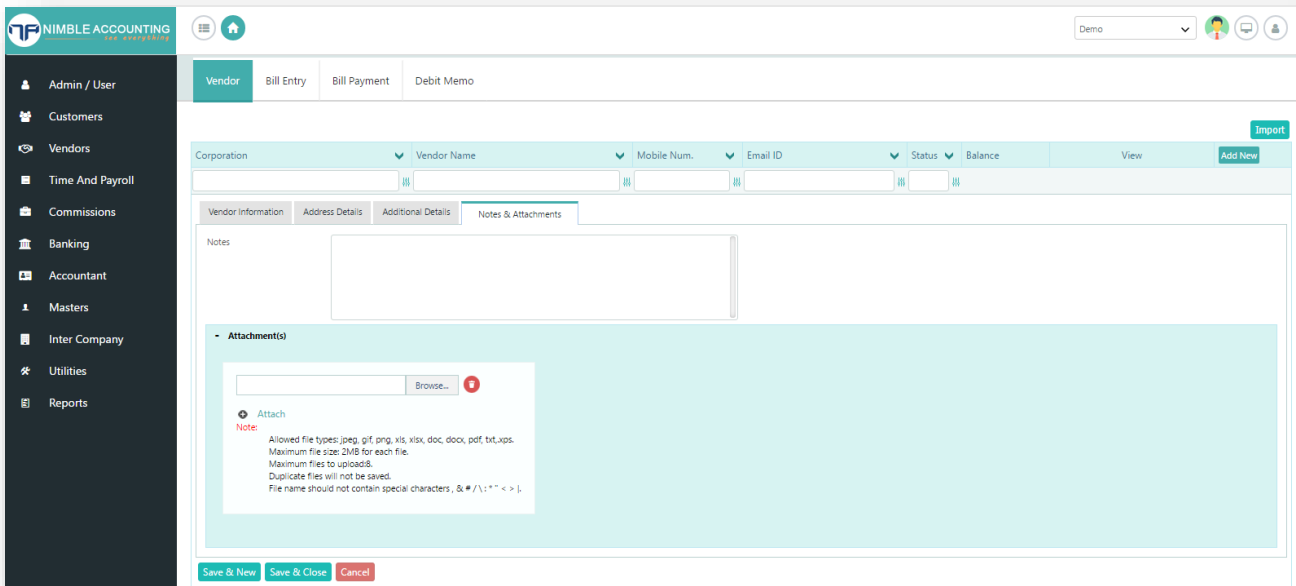 NIMBLE ACCOUNTING
see everything
Demo
Admin / User
Customers
Vendors
Time And Payroll
Commissions
Banking
Accountant
Masters
Inter Company
Utilities
Reports
Vendor Bill Entry Bill Payment Debit Memo
Import
Corporation Vendor Name Mobile Num. Email ID Status Balance View Add New
Vendor Information Address Details Additional Details Notes & Attachments
Notes
- Attachment(s)
Browse...
Attach
Note:
Allowed file types: jpeg, gif, png, xls, xlsx, doc, docx, pdf, txt,.xps.
Maximum file size: 2MB for each file.
Maximum files to upload:8.
Duplicate files will not be saved.
File name should not contain special characters , & # / \ : * " < > |.
Save & New Save & Close Cancel